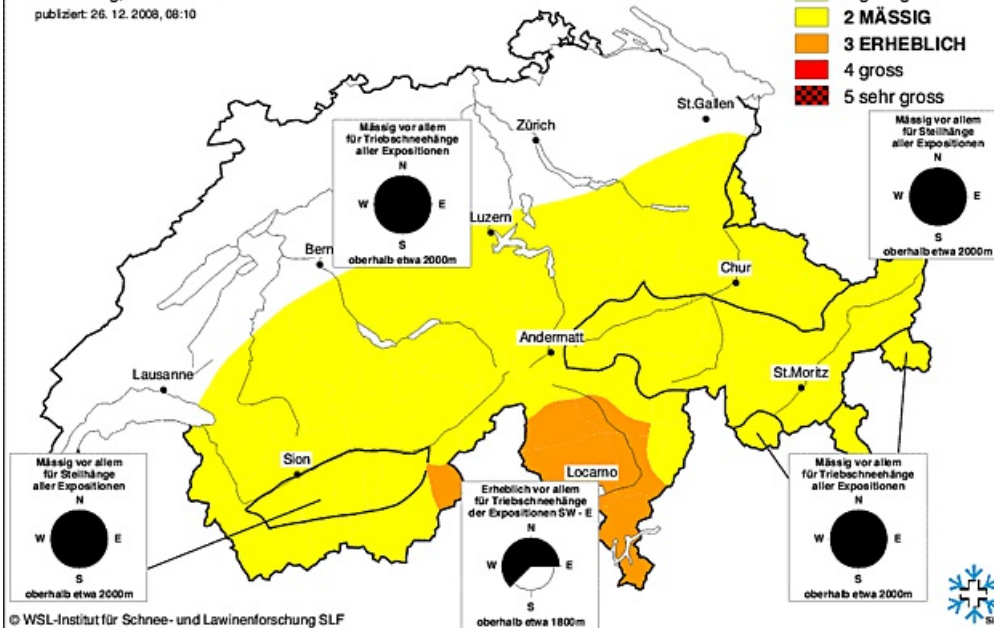 publiziert: 26. 12. 2008, 08:10
2 MÄSSIG
3 ERHEBLICH
4 gross
5 sehr gross
St.Gallen
Zürich
Mässig vor allem
für Triebschneehänge
aller Expositionen
N
W
E
S
oberhalb etwa 2000m
Mässig vor allem
für Steilhänge
aller Expositionen
N
W
E
S
oberhalb etwa 2000m
Luzern
Bern
Chur
Andermatt
Lausanne
St.Moritz
Sion
Locarno
Mässig vor allem
für Steilhänge
aller Expositionen
N
W
E
S
oberhalb etwa 2000m
Erheblich vor allem
für Triebschneehänge
der Expositionen SW - E
N
W
E
S
oberhalb etwa 1800m
Mässig vor allem
für Triebschneehänge
aller Expositionen
N
W
E
S
oberhalb etwa 2000m
© WSL-Institut für Schnee- und Lawinenforschung SLF